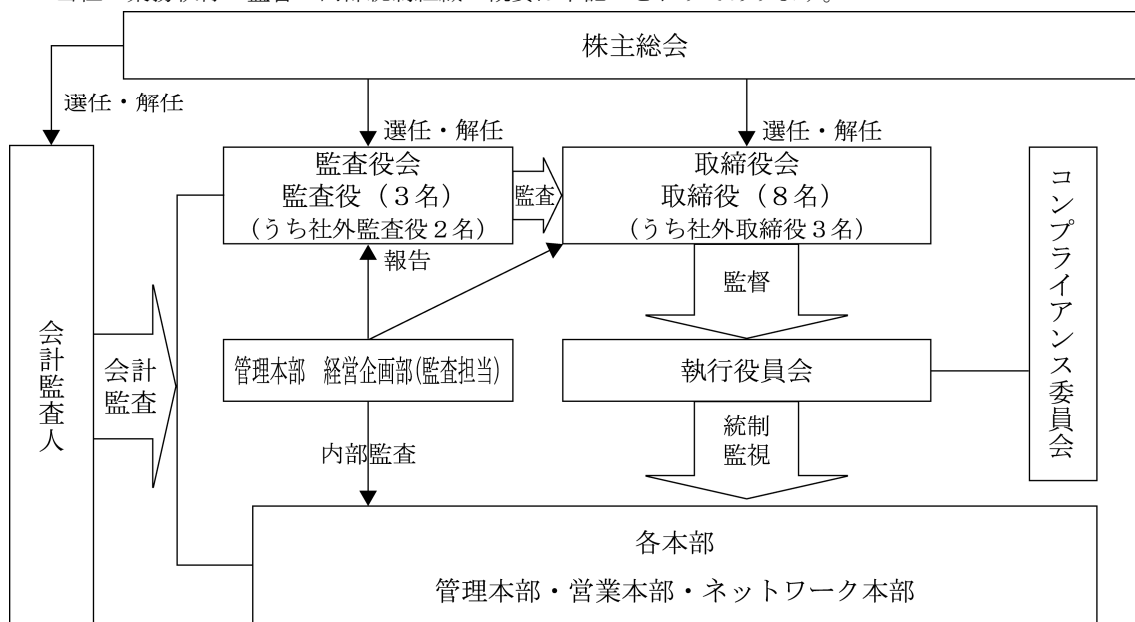 株主総会
選任・解任
選任・解任
選任・解任
監査役会
監査役（３名）
（うち社外監査役２名）
監査
取締役会
取締役（８名）
（うち社外取締役３名）
コンプライアンス委員会
報告
監督
会計監査人
会計
監査
管理本部　経営企画部(監査担当)
執行役員会
内部監査
統制
監視
各本部
管理本部・営業本部・ネットワーク本部